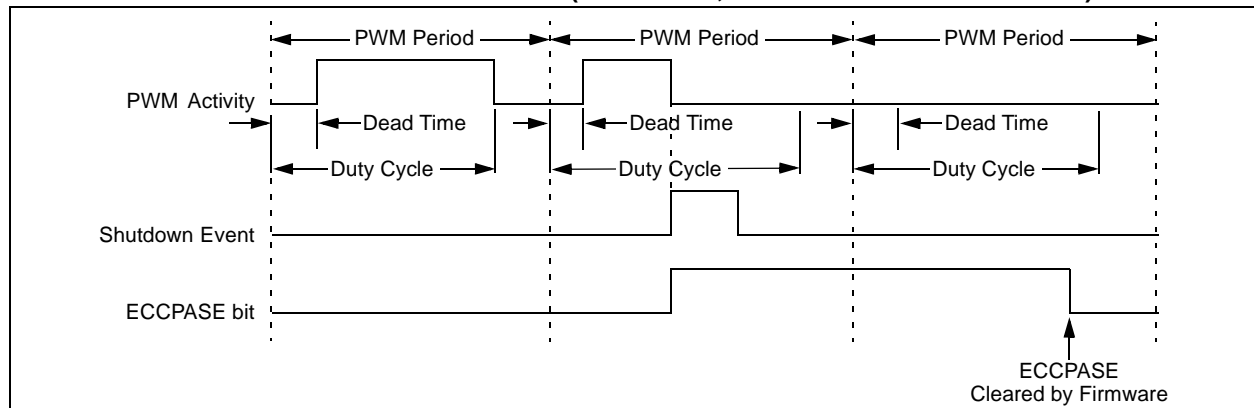 PWM Period PWM Period PWM Period
PWM Activity
Dead Time Dead Time Dead Time
Duty Cycle Duty Cycle Duty Cycle
Shutdown Event
ECCPASE bit
ECCPASE
Cleared by Firmware